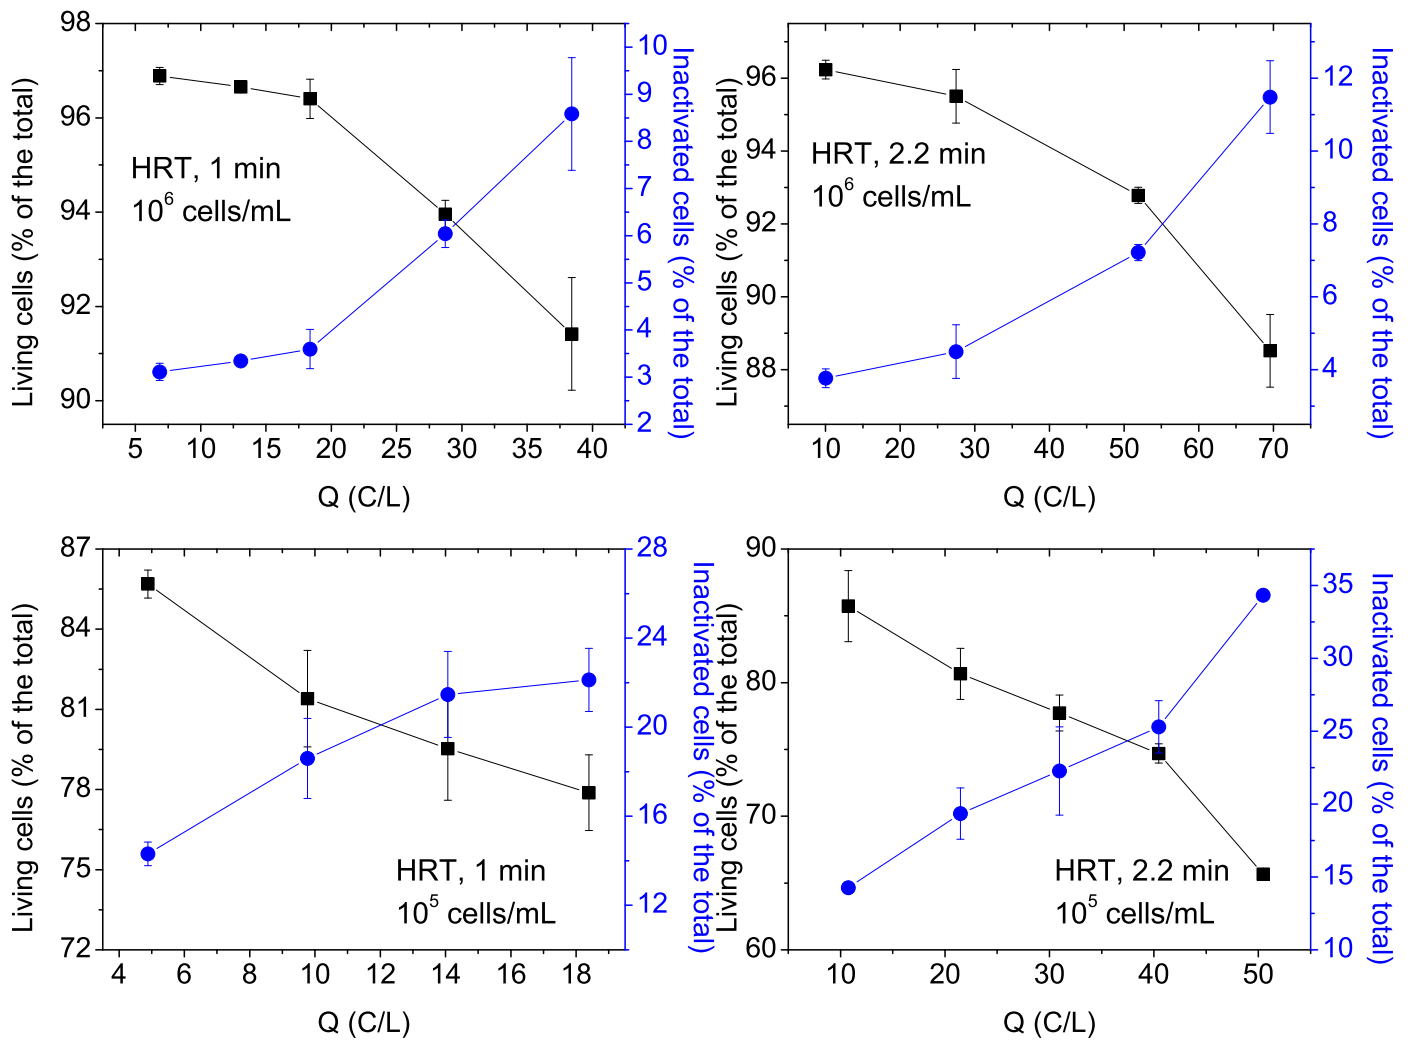 98
96
94
92
90
Living cells (% of the total)
10
9
8
7
6
5
4
3
2
Inactivated cells (% of the total)
HRT, 1 min
10^6 cells/mL
5 10 15 20 25 30 35 40
Q (C/L)
96
94
92
90
88
Living cells (% of the total)
12
10
8
6
4
Inactivated cells (% of the total)
HRT, 2.2 min
10^6 cells/mL
10 20 30 40 50 60 70
Q (C/L)
87
84
81
78
75
72
Living cells (% of the total)
28
24
20
16
12
Inactivated cells (% of the total)
HRT, 1 min
10^5 cells/mL
4 6 8 10 12 14 16 18
Q (C/L)
90
80
70
60
Living cells (% of the total)
35
30
25
20
15
10
Inactivated cells (% of the total)
HRT, 2.2 min
10^5 cells/mL
10 20 30 40 50
Q (C/L)